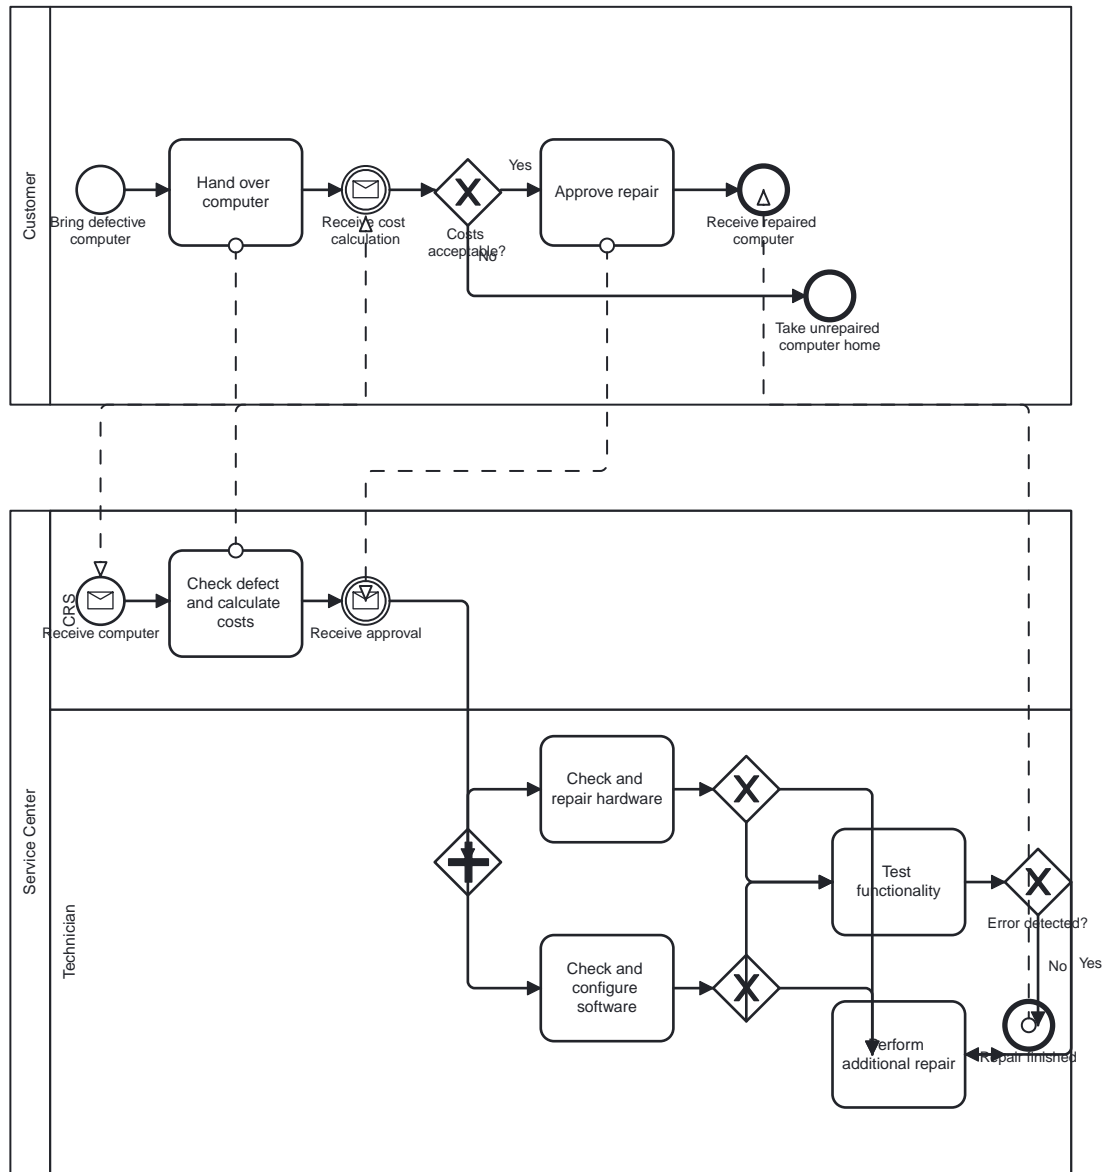 Customer
Bring defective
computer
Hand over
computer
Receive cost
calculation
Costs
acceptable?
Yes
No
Approve repair
Receive repaired
computer
Take unrepaired
computer home
Service Center
CRS
Receive computer
Check defect
and calculate
costs
Receive approval
Technician
Check and
repair hardware
Check and
configure
software
Test
functionality
Error detected?
No
Yes
Perform
additional repair
Repair finished